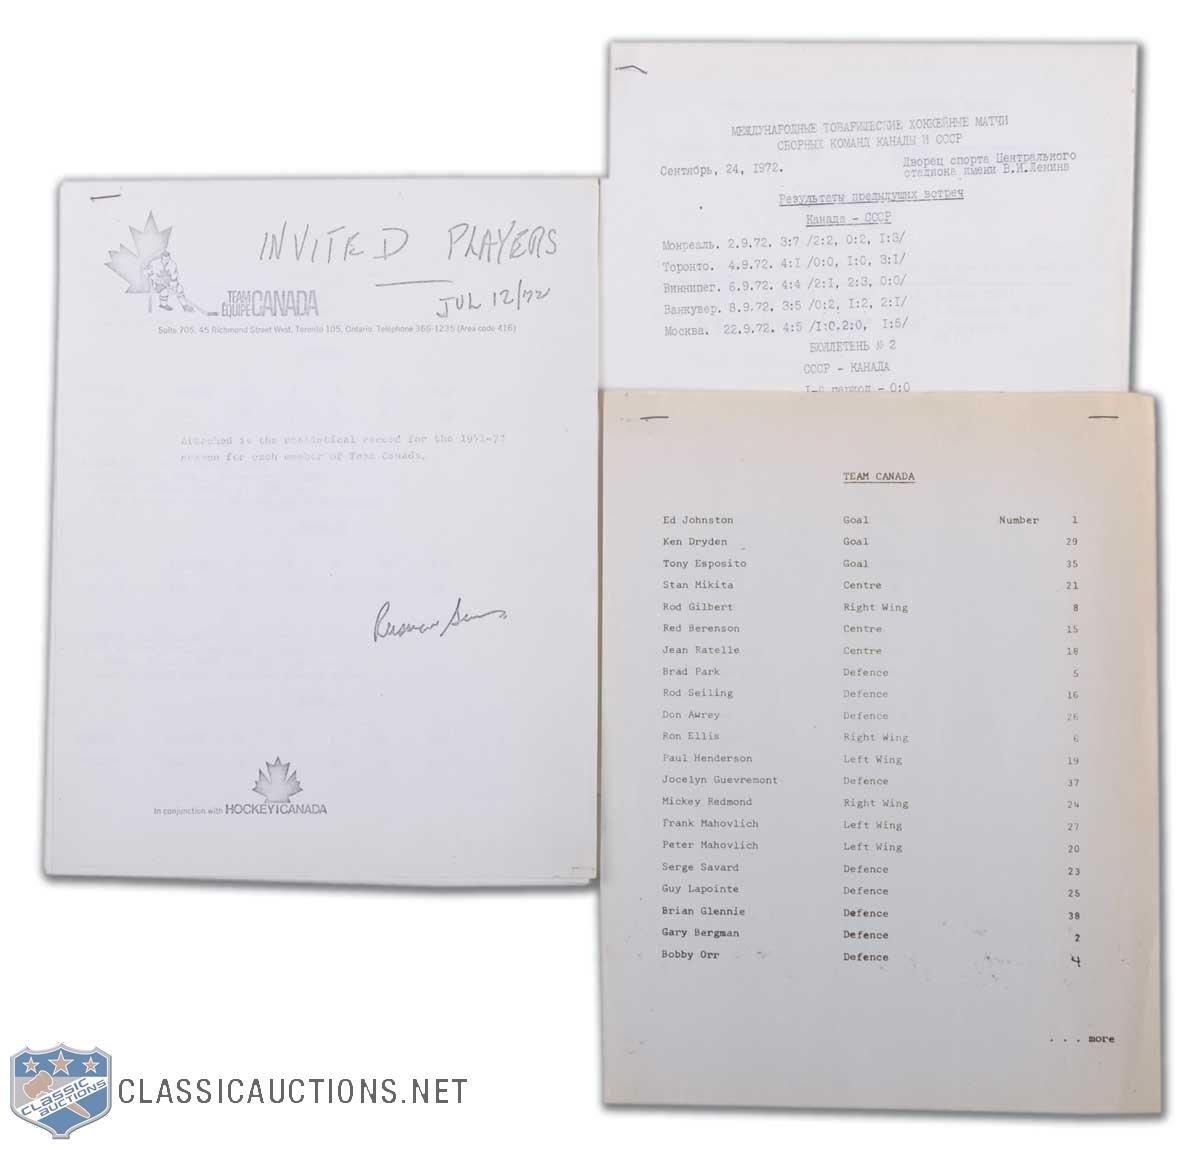 INVITED PLAYERS
JUL 12/72
TEAM
EQUIPE CANADA
Suite 705, 45 Richmond Street West, Toronto 105, Ontario. Telephone 366-1235 (Area code 416)
Attached is the statistical record for the 1971-72
season for each member of Team Canada.
In conjunction with HOCKEY CANADA
МЕЖДУНАРОДНЫЕ ТОВАРИЩЕСКИЕ ХОККЕЙНЫЕ МАТЧИ
СБОРНЫХ КОМАНД КАНАДЫ И СССР
Сентябрь, 24, 1972. Дворец спорта Центрального
стадиона имени В.И.Ленина
Результаты предыдущих встреч
Канада - СССР
Монреаль. 2.9.72. 3:7 /2:2, 0:2, I:3/
Торонто. 4.9.72. 4:I /0:0, I:0, 3:I/
Виннипег. 6.9.72. 4:4 /2:I, 2:3, 0:0/
Ванкувер. 8.9.72. 3:5 /0:2, I:2, 2:I/
Москва. 22.9.72. 4:5 /I:0.2:0, I:5/
БЮЛЛЕТЕНЬ № 2
СССР - КАНАДА
I-й период - 0:0
TEAM CANADA
Ed Johnston Goal Number 1
Ken Dryden Goal 29
Tony Esposito Goal 35
Stan Mikita Centre 21
Rod Gilbert Right Wing 8
Red Berenson Centre 15
Jean Ratelle Centre 18
Brad Park Defence 5
Rod Seiling Defence 16
Don Awrey Defence 26
Ron Ellis Right Wing 6
Paul Henderson Left Wing 19
Jocelyn Guevremont Defence 37
Mickey Redmond Right Wing 24
Frank Mahovlich Left Wing 27
Peter Mahovlich Left Wing 20
Serge Savard Defence 23
Guy Lapointe Defence 25
Brian Glennie Defence 38
Gary Bergman Defence 2
Bobby Orr Defence 4
. . . more
CLASSIC
AUCTIONS
CLASSICAUCTIONS.NET